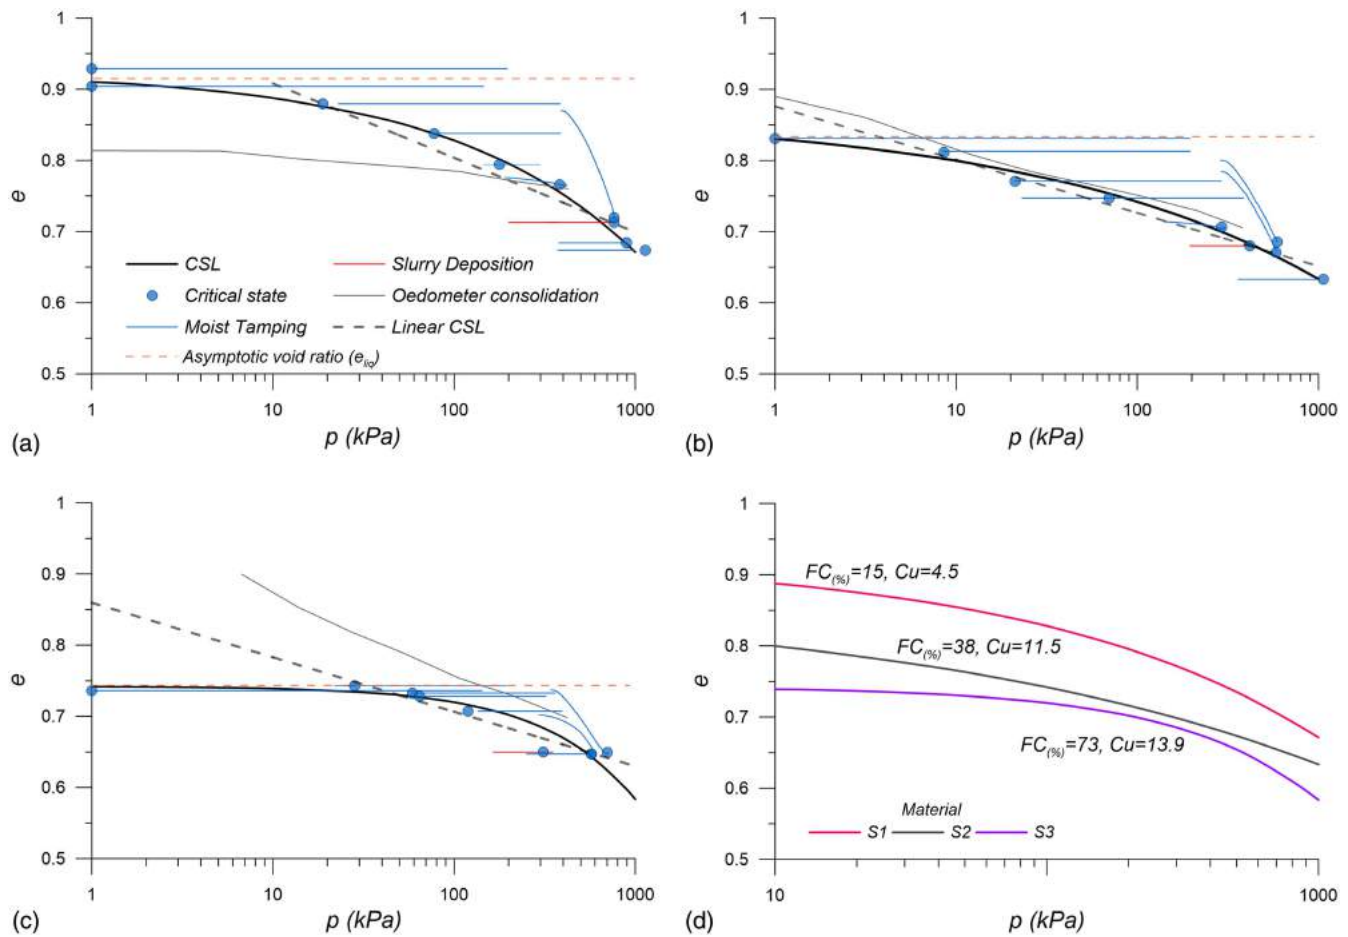 1
0.9
0.8
0.7
0.6
0.5
e
CSL
Slurry Deposition
Critical state
Oedometer consolidation
Moist Tamping
Linear CSL
Asymptotic void ratio (e_liq)
1 10 100 1000
p (kPa)
(a)
1
0.9
0.8
0.7
0.6
0.5
e
1 10 100 1000
p (kPa)
(b)
1
0.9
0.8
0.7
0.6
0.5
e
1 10 100 1000
p (kPa)
(c)
1
0.9
0.8
0.7
0.6
0.5
e
FC(%)=15, Cu=4.5
FC(%)=38, Cu=11.5
FC(%)=73, Cu=13.9
Material
S1 S2 S3
10 100 1000
p (kPa)
(d)